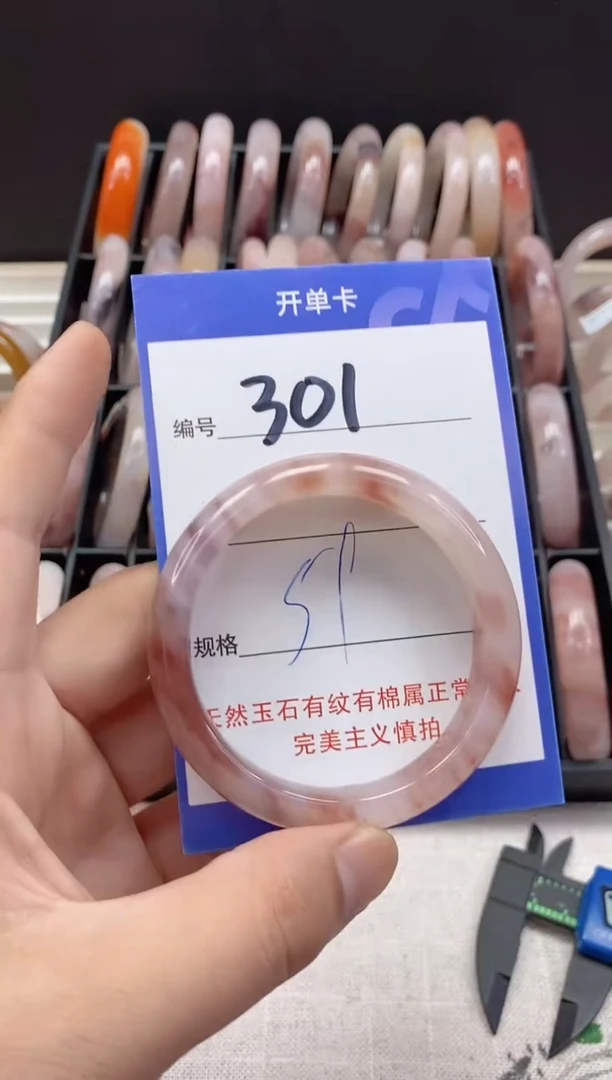 开单卡
编号 301
规格 51
天然玉石有纹有棉属正常
完美主义慎拍